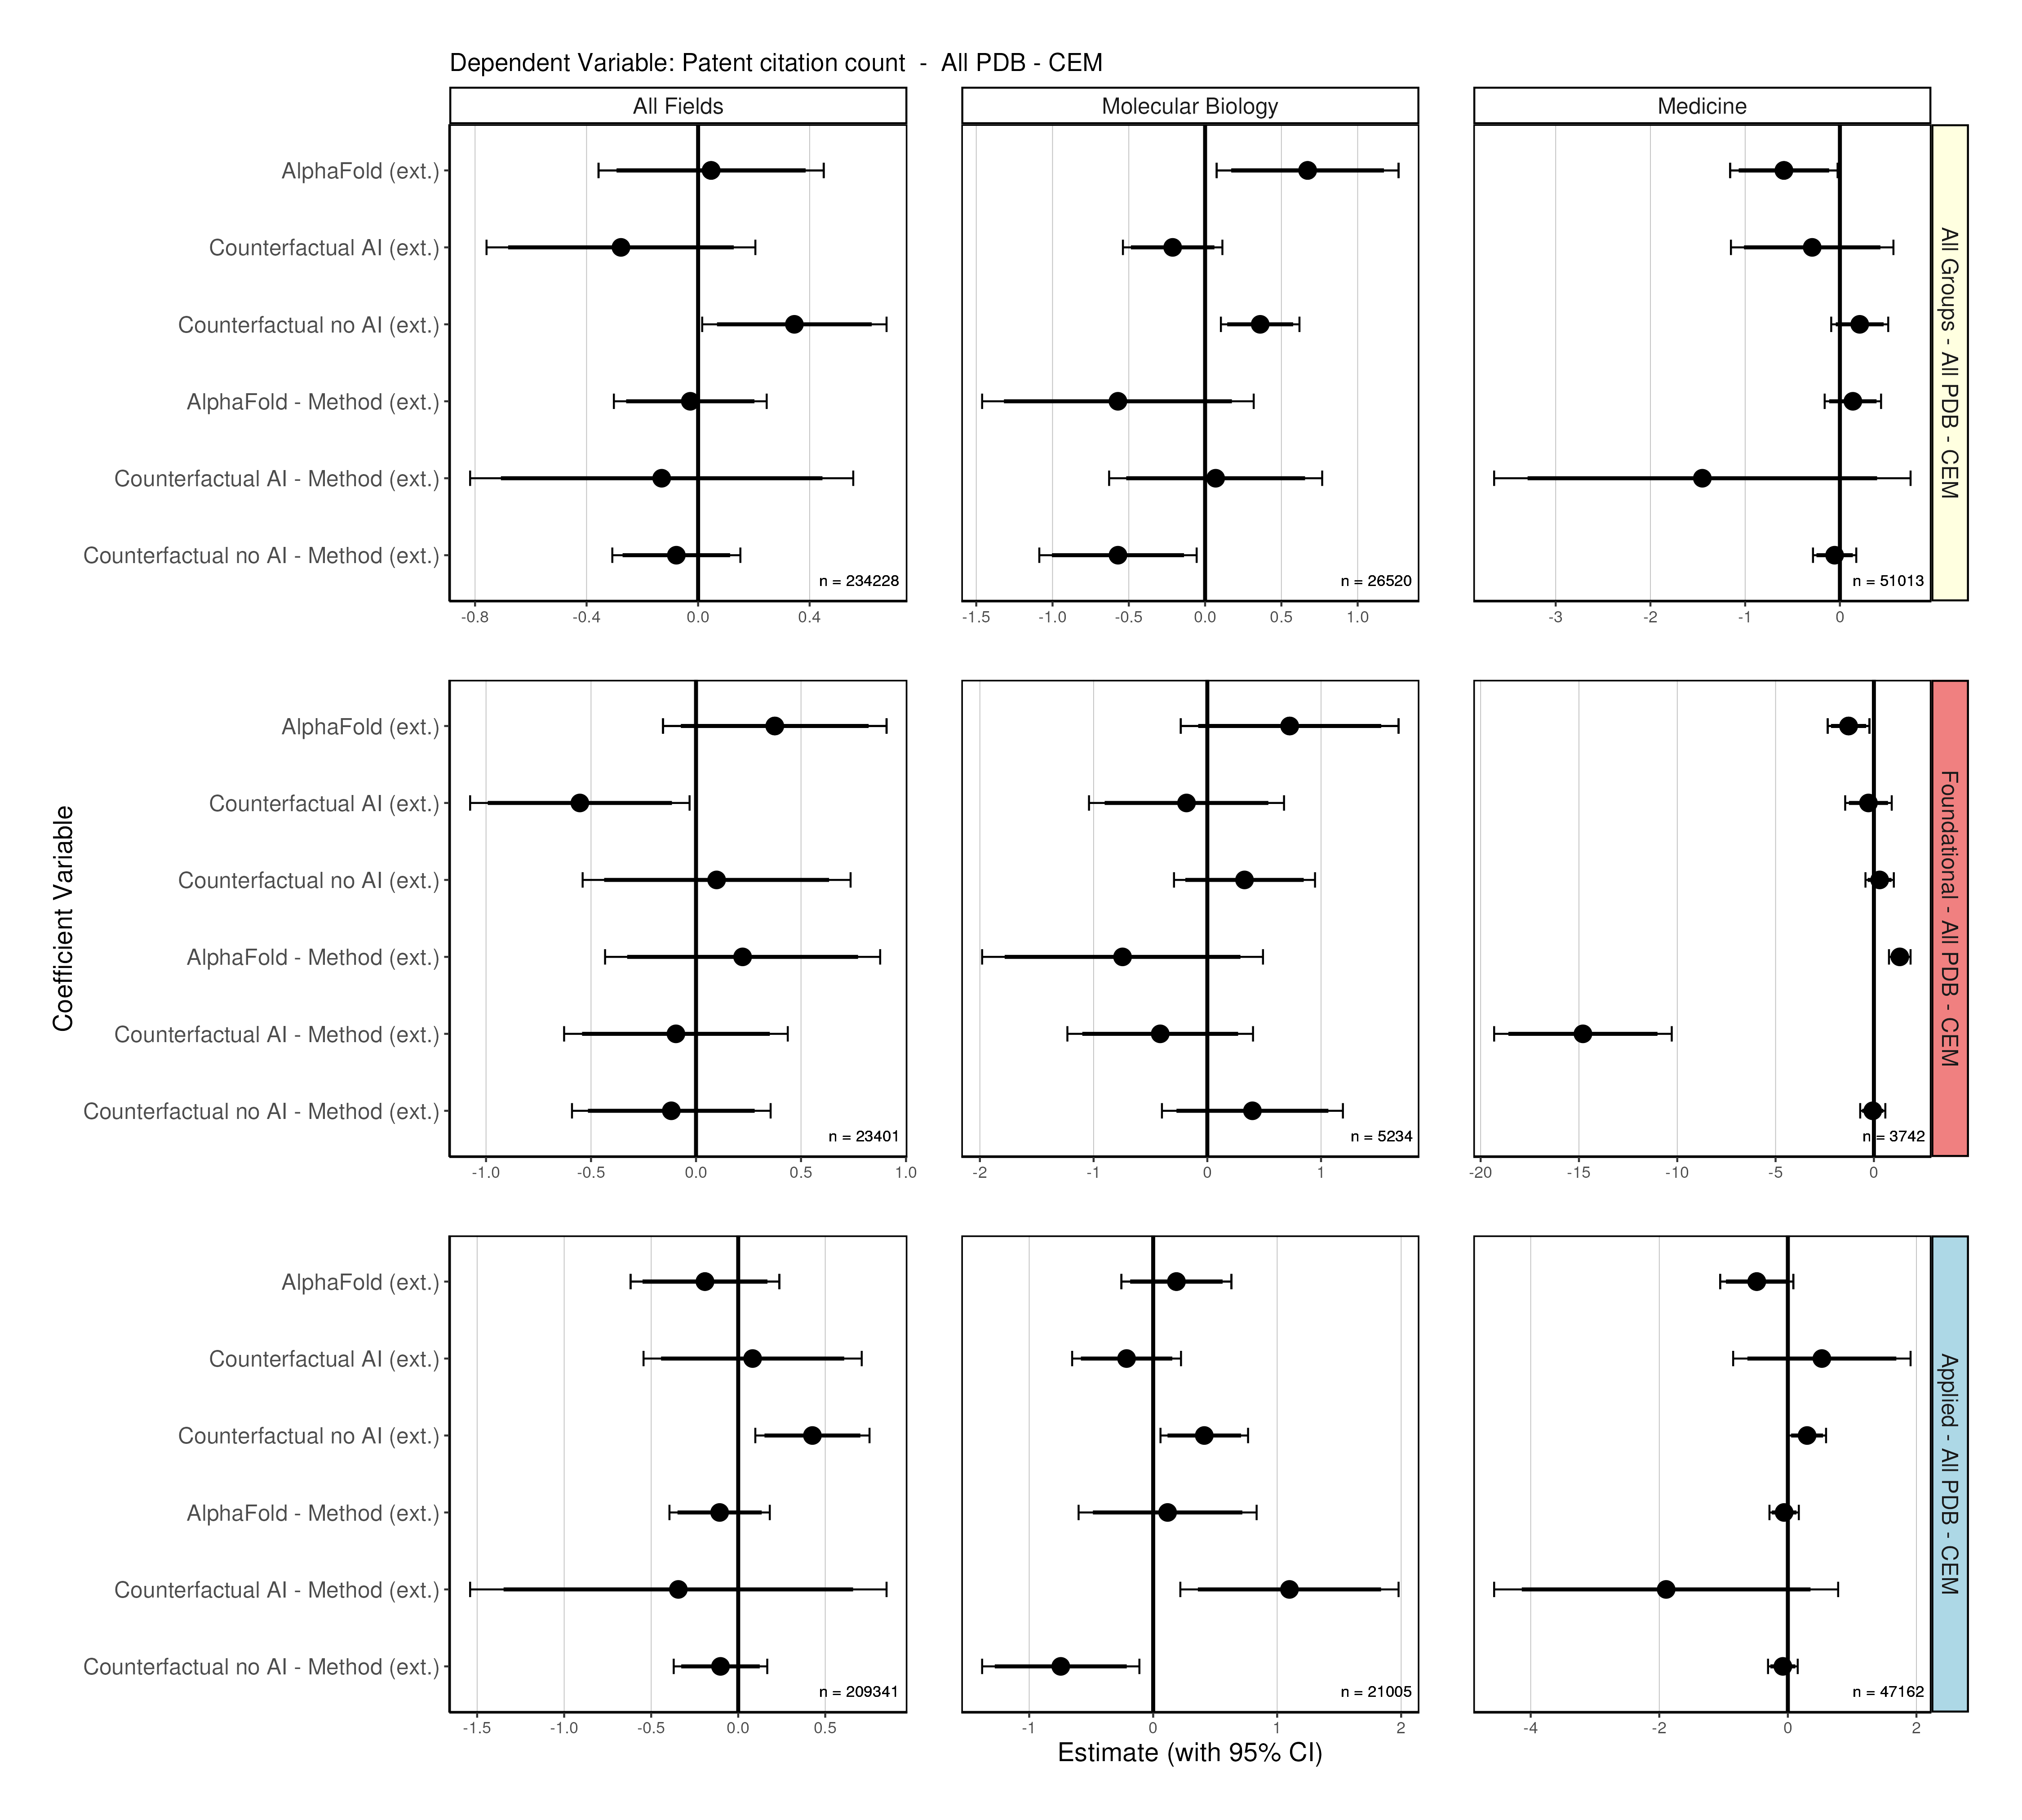 Dependent Variable: Patent citation count - All PDB - CEM
All Fields
Molecular Biology
Medicine
Coefficient Variable
AlphaFold (ext.)
Counterfactual AI (ext.)
Counterfactual no AI (ext.)
AlphaFold - Method (ext.)
Counterfactual AI - Method (ext.)
Counterfactual no AI - Method (ext.)
n = 234228
n = 26520
n = 51013
All Groups - All PDB - CEM
-0.8 -0.4 0.0 0.4
-1.5 -1.0 -0.5 0.0 0.5 1.0
-3 -2 -1 0
AlphaFold (ext.)
Counterfactual AI (ext.)
Counterfactual no AI (ext.)
AlphaFold - Method (ext.)
Counterfactual AI - Method (ext.)
Counterfactual no AI - Method (ext.)
n = 23401
n = 5234
n = 3742
Foundational - All PDB - CEM
-1.0 -0.5 0.0 0.5 1.0
-2 -1 0 1
-20 -15 -10 -5 0
AlphaFold (ext.)
Counterfactual AI (ext.)
Counterfactual no AI (ext.)
AlphaFold - Method (ext.)
Counterfactual AI - Method (ext.)
Counterfactual no AI - Method (ext.)
n = 209341
n = 21005
n = 47162
Applied - All PDB - CEM
-1.5 -1.0 -0.5 0.0 0.5
-1 0 1 2
-4 -2 0 2
Estimate (with 95% CI)